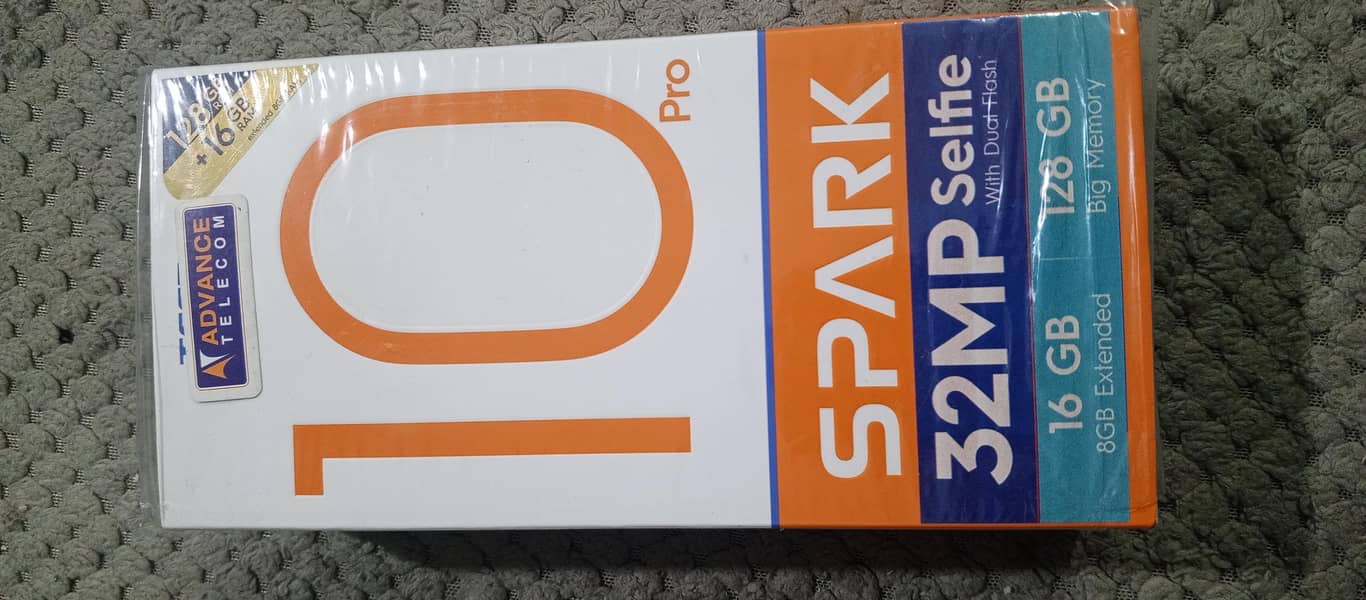 128 GB
+16 GB
RAM
ADVANCE
TELECOM
10
Pro
SPARK
32MP Selfie
With Dual Flash
16 GB
8GB Extended
128 GB
Big Memory